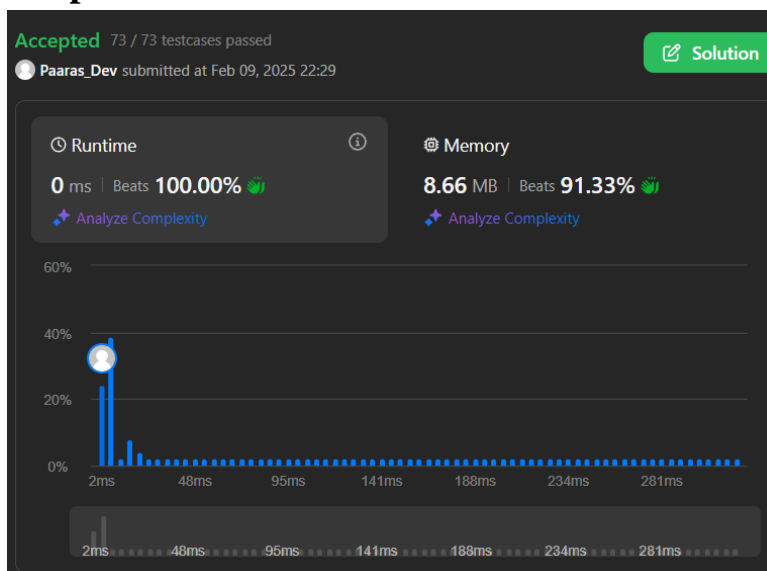 Accepted 73 / 73 testcases passed
Solution
Paaras_Dev submitted at Feb 09, 2025 22:29
Runtime
Memory
0 ms | Beats 100.00%
8.66 MB | Beats 91.33%
Analyze Complexity
Analyze Complexity
60%
40%
20%
0%
2ms 48ms 95ms 141ms 188ms 234ms 281ms
2ms 48ms 95ms 141ms 188ms 234ms 281ms